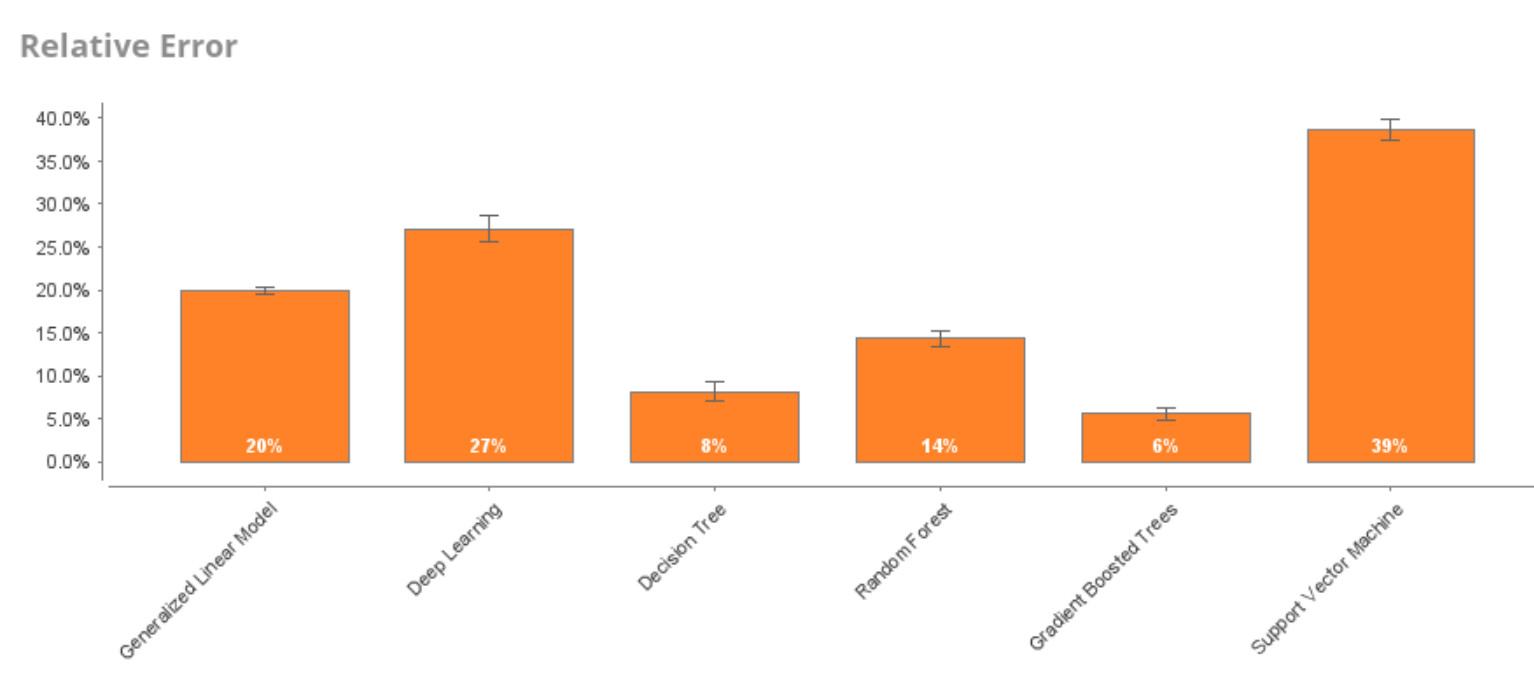 Relative Error
40.0%
35.0%
30.0%
25.0%
20.0%
15.0%
10.0%
5.0%
0.0%
20%
27%
8%
14%
6%
39%
Generalized Linear Model
Deep Learning
Decision Tree
Random Forest
Gradient Boosted Trees
Support Vector Machine